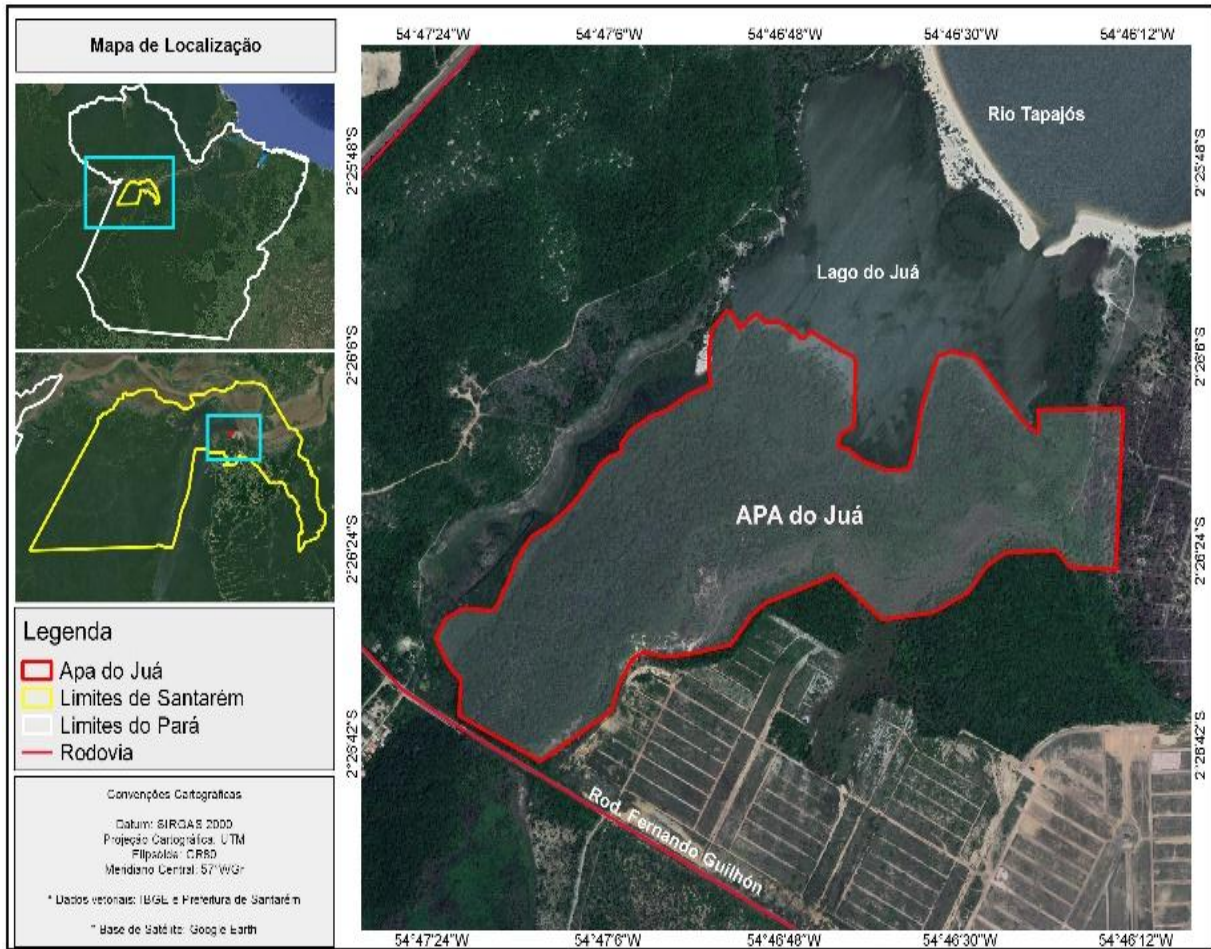 Mapa de Localização
54°47'24"W 54°47'6"W 54°46'48"W 54°46'30"W 54°46'12"W
2°25'48"S
2°26'6"S
2°26'24"S
2°26'42"S
Rio Tapajós
Lago do Juá
APA do Juá
Rod. Fernando Guilhón
2°25'48"S
2°26'6"S
2°26'24"S
2°26'42"S
54°47'24"W 54°47'6"W 54°46'48"W 54°46'30"W 54°46'12"W
Legenda
Apa do Juá
Limites de Santarém
Limites do Pará
Rodovia
Convenções Cartográficas
Datum: SIRGAS 2000
Projeção Cartográfica: UTM
Elipsóide: GR80
Meridiano Central: 57°WGr
* Dados vetoriais: IBGE e Prefeitura de Santarém
* Base de Satélite: Google Earth